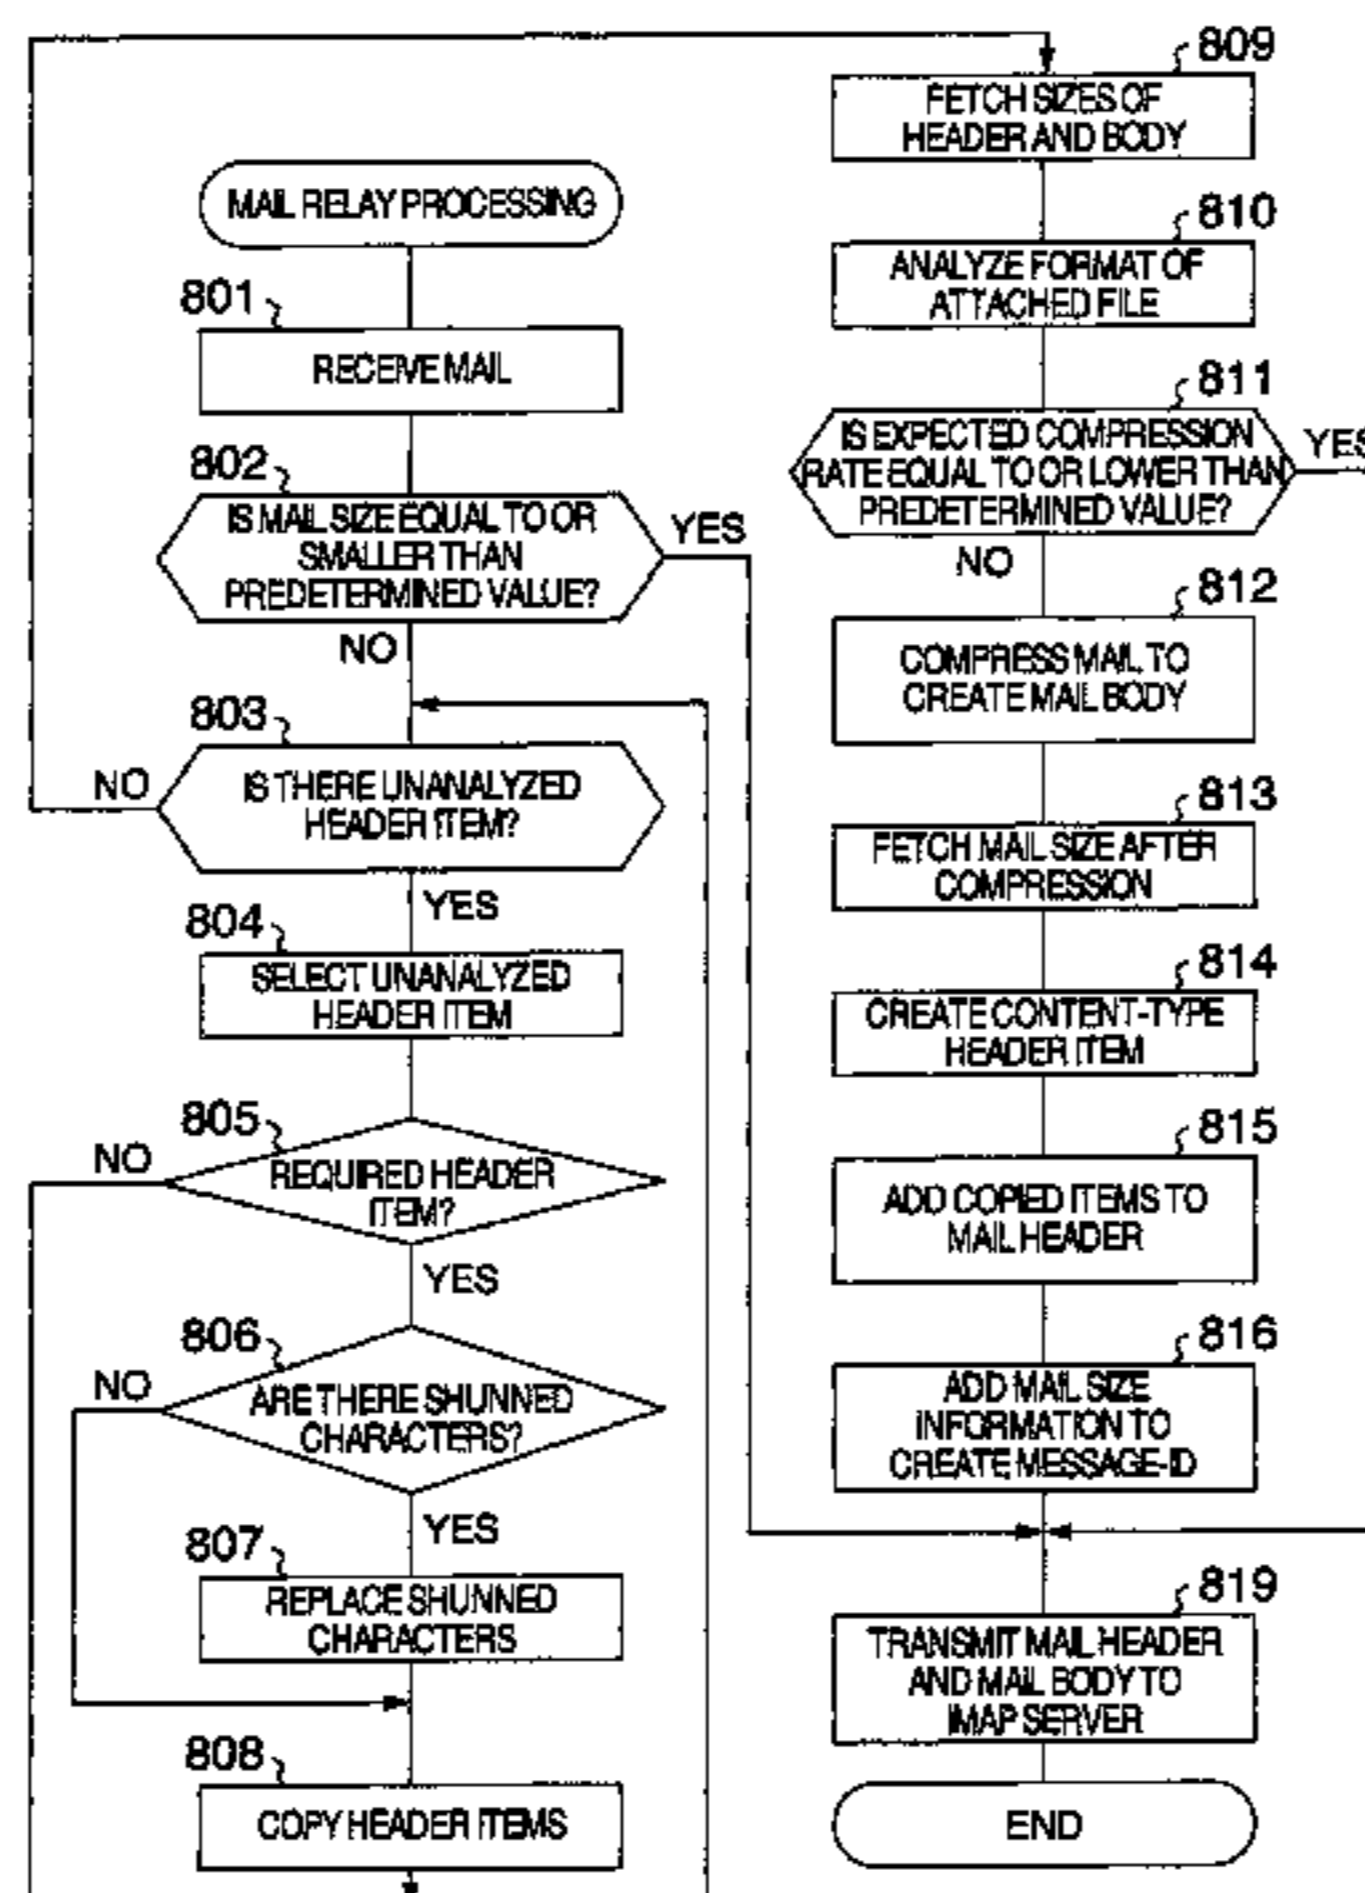 MAIL RELAY PROCESSING
801
RECEIVE MAIL
802
IS MAIL SIZE EQUAL TO OR
SMALLER THAN
PREDETERMINED VALUE?
YES
NO
803
IS THERE UNANALYZED
HEADER ITEM?
NO
YES
804
SELECT UNANALYZED
HEADER ITEM
805
REQUIRED HEADER
ITEM?
NO
YES
806
ARE THERE SHUNNED
CHARACTERS?
NO
YES
807
REPLACE SHUNNED
CHARACTERS
808
COPY HEADER ITEMS
809
FETCH SIZES OF
HEADER AND BODY
810
ANALYZE FORMAT OF
ATTACHED FILE
811
IS EXPECTED COMPRESSION
RATE EQUAL TO OR LOWER THAN
PREDETERMINED VALUE?
YES
NO
812
COMPRESS MAIL TO
CREATE MAIL BODY
813
FETCH MAIL SIZE AFTER
COMPRESSION
814
CREATE CONTENT-TYPE
HEADER ITEM
815
ADD COPIED ITEMS TO
MAIL HEADER
816
ADD MAIL SIZE
INFORMATION TO
CREATE MESSAGE-ID
819
TRANSMIT MAIL HEADER
AND MAIL BODY TO
IMAP SERVER
END